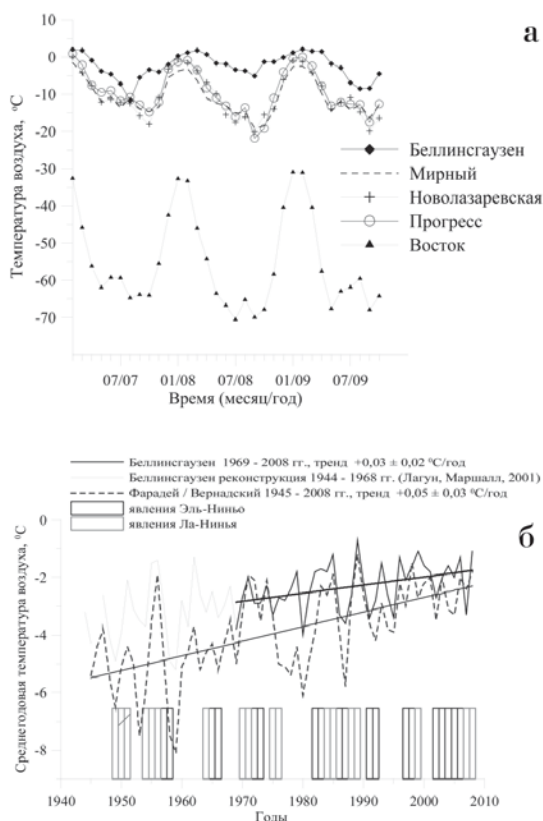 а
10
0
-10
-20
-30
-40
-50
-60
-70
Температура воздуха, °C
Беллинсгаузен
Мирный
Новолазаревская
Прогресс
Восток
07/07 01/08 07/08 01/09 07/09
Время (месяц/год)
Беллинсгаузен 1969 - 2008 гг., тренд +0,03 ± 0,02 °C/год
Беллинсгаузен реконструкция 1944 - 1968 гг. (Лагун, Маршалл, 2001)
Фарадей / Вернадский 1945 - 2008 гг., тренд +0,05 ± 0,03 °C/год
явления Эль-Ниньо
явления Ла-Нинья
б
0
-2
-4
-6
-8
Среднегодовая температура воздуха, °C
1940 1950 1960 1970 1980 1990 2000 2010
Годы